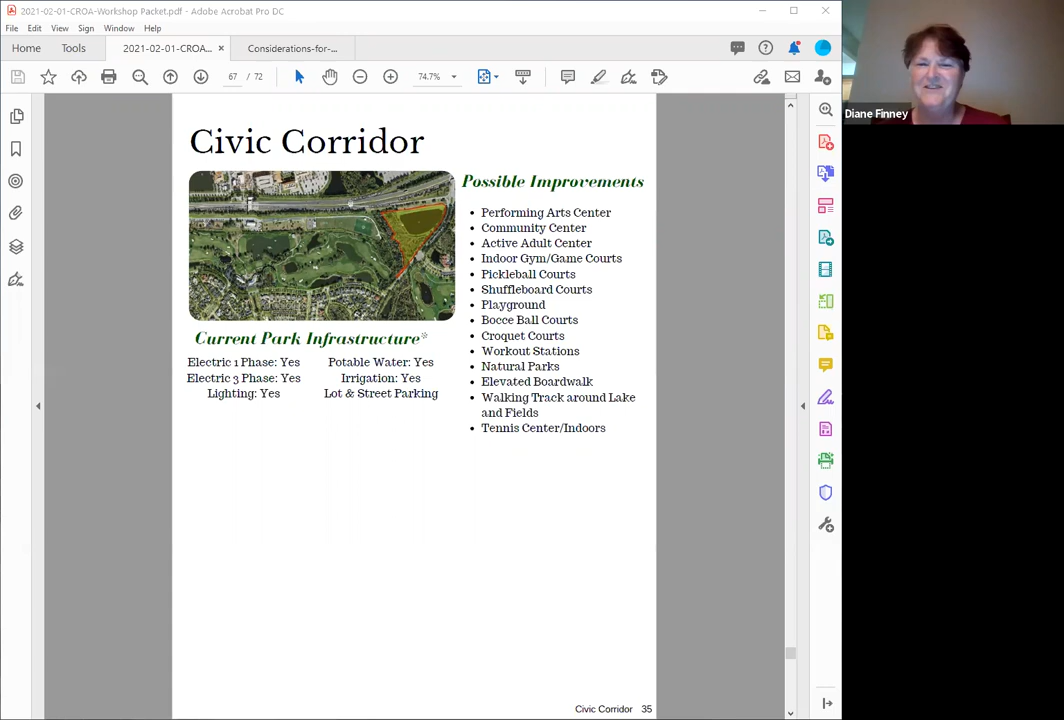 2021-02-01-CROA-Workshop Packet.pdf - Adobe Acrobat Pro DC
File Edit View Sign Window Help
Home Tools 2021-02-01-CROA... × Considerations-for-...
67 / 72 74.7%
Diane Finney
Civic Corridor
Possible Improvements
• Performing Arts Center
• Community Center
• Active Adult Center
• Indoor Gym/Game Courts
• Pickleball Courts
• Shuffleboard Courts
• Playground
• Bocce Ball Courts
• Croquet Courts
• Workout Stations
• Natural Parks
• Elevated Boardwalk
• Walking Track around Lake
and Fields
• Tennis Center/Indoors
Current Park Infrastructure*
Electric 1 Phase: Yes Potable Water: Yes
Electric 3 Phase: Yes Irrigation: Yes
Lighting: Yes Lot & Street Parking
Civic Corridor 35